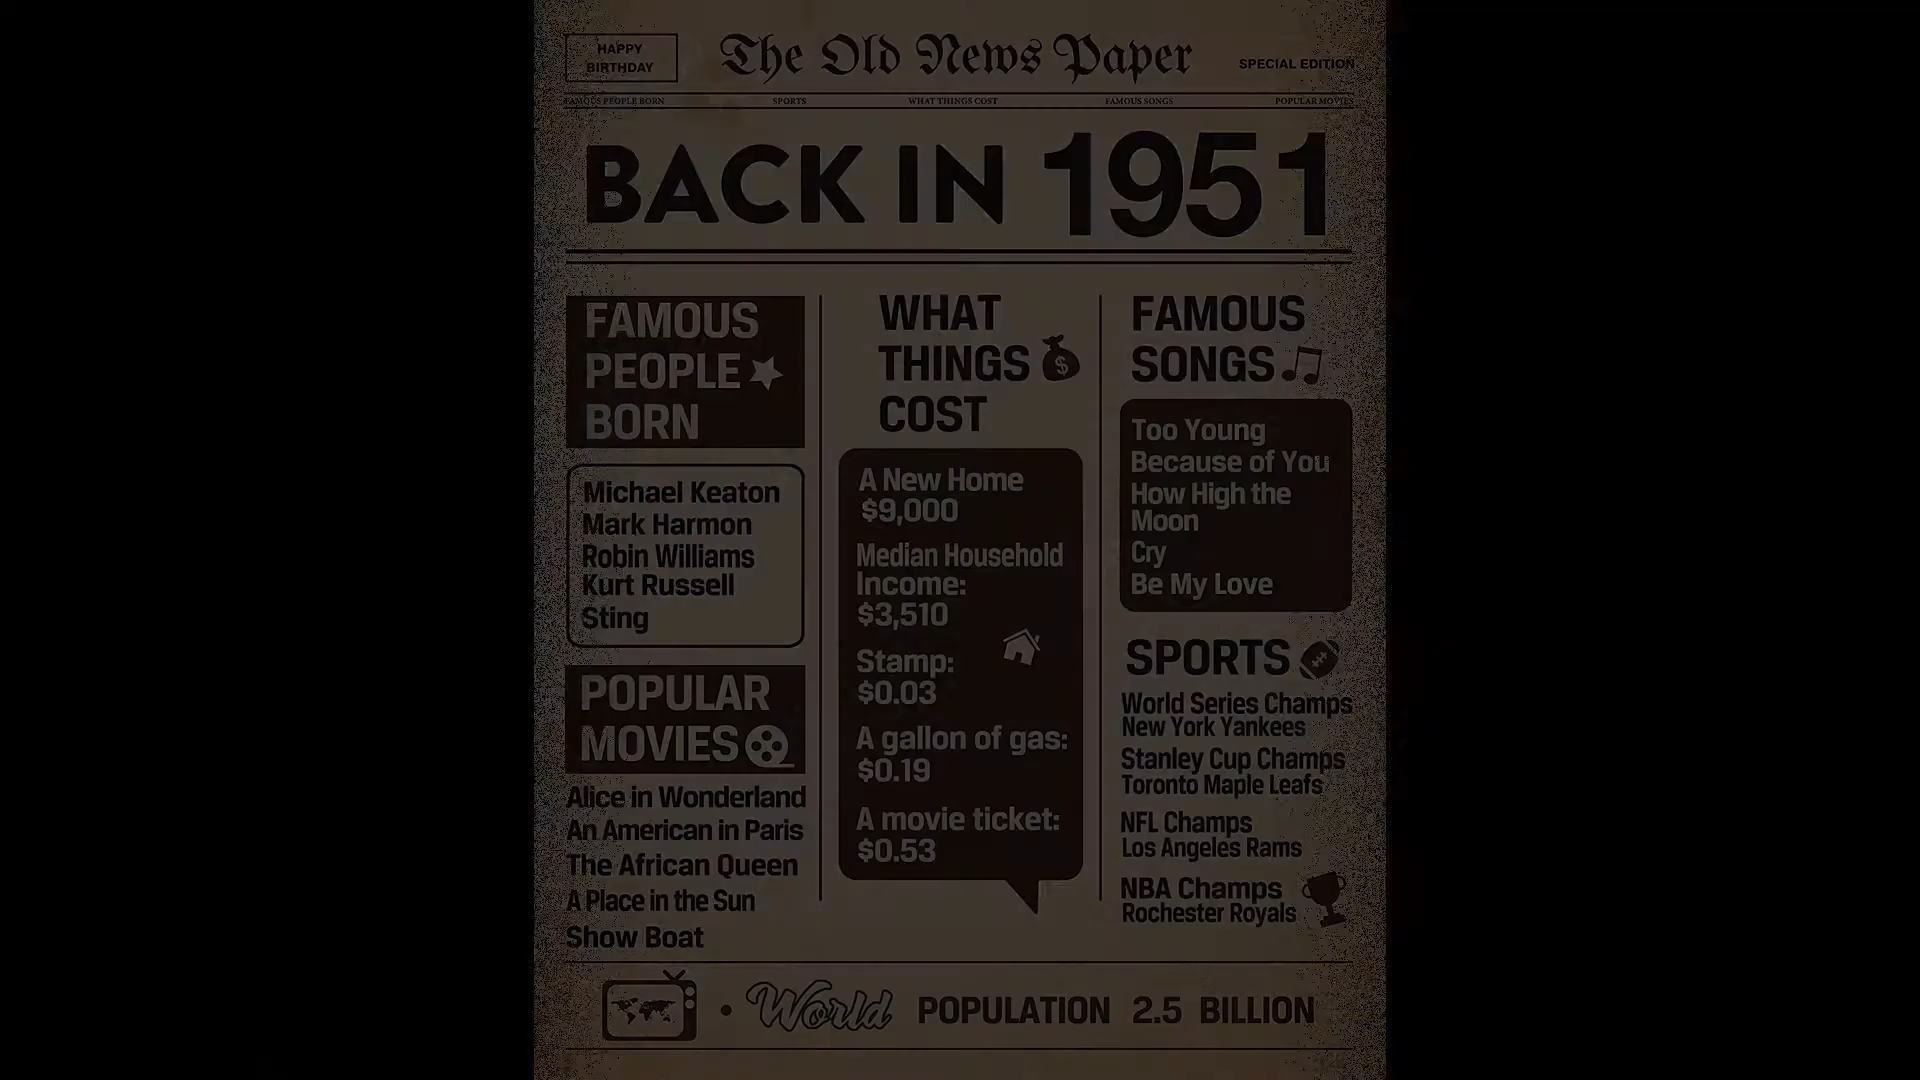 HAPPY
BIRTHDAY
The Old News Paper
SPECIAL EDITION
FAMOUS PEOPLE BORN SPORTS WHAT THINGS COST FAMOUS SONGS POPULAR MOVIES
BACK IN 1951
FAMOUS
PEOPLE
BORN
Michael Keaton
Mark Harmon
Robin Williams
Kurt Russell
Sting
POPULAR
MOVIES
Alice in Wonderland
An American in Paris
The African Queen
A Place in the Sun
Show Boat
WHAT
THINGS
COST
$
A New Home
$9,000
Median Household
Income:
$3,510
Stamp:
$0.03
A gallon of gas:
$0.19
A movie ticket:
$0.53
FAMOUS
SONGS
Too Young
Because of You
How High the
Moon
Cry
Be My Love
SPORTS
World Series Champs
New York Yankees
Stanley Cup Champs
Toronto Maple Leafs
NFL Champs
Los Angeles Rams
NBA Champs
Rochester Royals
• World POPULATION 2.5 BILLION